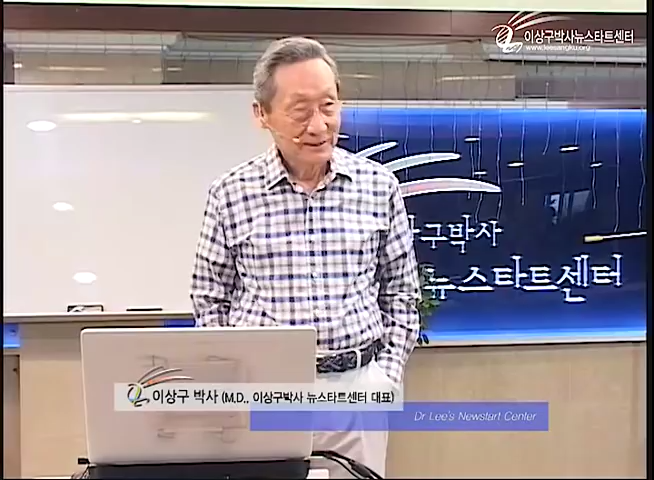 이상구박사뉴스타트센터
www.leesangku.org
구박사
뉴스타트센터
이상구 박사 (M.D., 이상구박사 뉴스타트센터 대표)
Dr Lee's Newstart Center